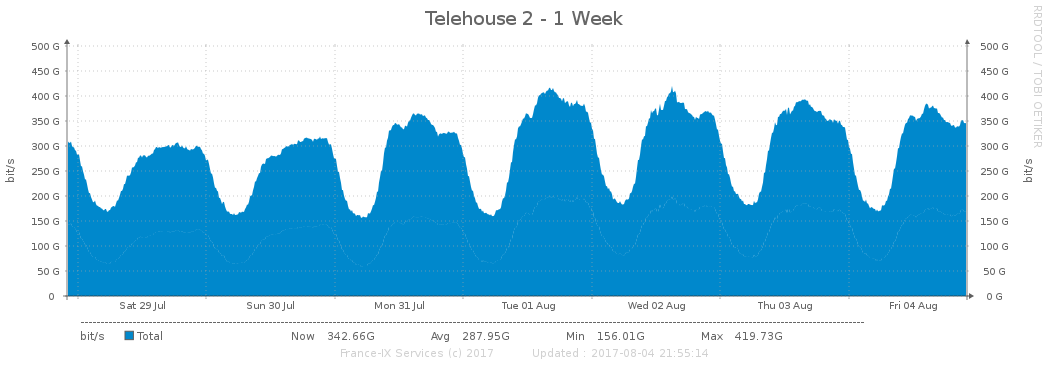 Telehouse 2 - 1 Week
RRDTOOL / TOBI OETIKER
bit/s
500 G 500 G
450 G 450 G
400 G 400 G
350 G 350 G
300 G 300 G
250 G 250 G
200 G 200 G
150 G 150 G
100 G 100 G
50 G 50 G
0 0 G
bit/s
Sat 29 Jul Sun 30 Jul Mon 31 Jul Tue 01 Aug Wed 02 Aug Thu 03 Aug Fri 04 Aug
bit/s Total Now 342.66G Avg 287.95G Min 156.01G Max 419.73G
France-IX Services (c) 2017 Updated : 2017-08-04 21:55:14